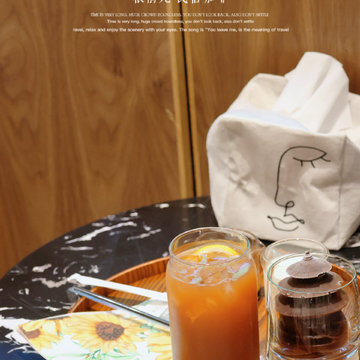 TIME IS VERY LONG, HUGE CROWD BOUNDLESS, YOU DON'T LOOK BACK, ALSO DON'T SETTLE
Time is very long, huge crowd boundless, you don't look back, also don't settle
ravel, relax and enjoy the scenery with your eyes. The song is "You leave me, is the meaning of travel